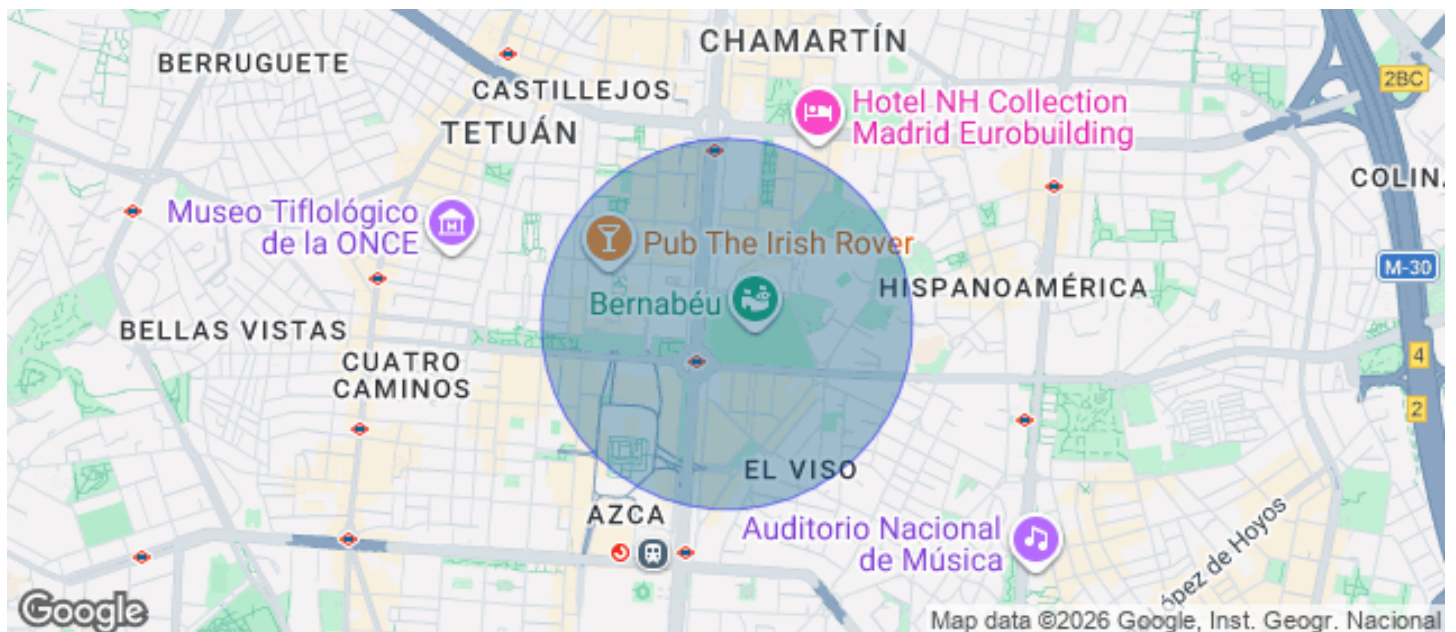 CHAMARTÍN
BERRUGUETE
CASTILLEJOS
2BC
Hotel NH Collection
Madrid Eurobuilding
TETUÁN
COLINA
Museo Tiflológico
de la ONCE
Pub The Irish Rover
M-30
HISPANOAMÉRICA
Bernabéu
BELLAS VISTAS
CUATRO
CAMINOS
4
2
EL VISO
AZCA
Auditorio Nacional
de Música
López de Hoyos
Google
Map data ©2026 Google, Inst. Geogr. Nacional